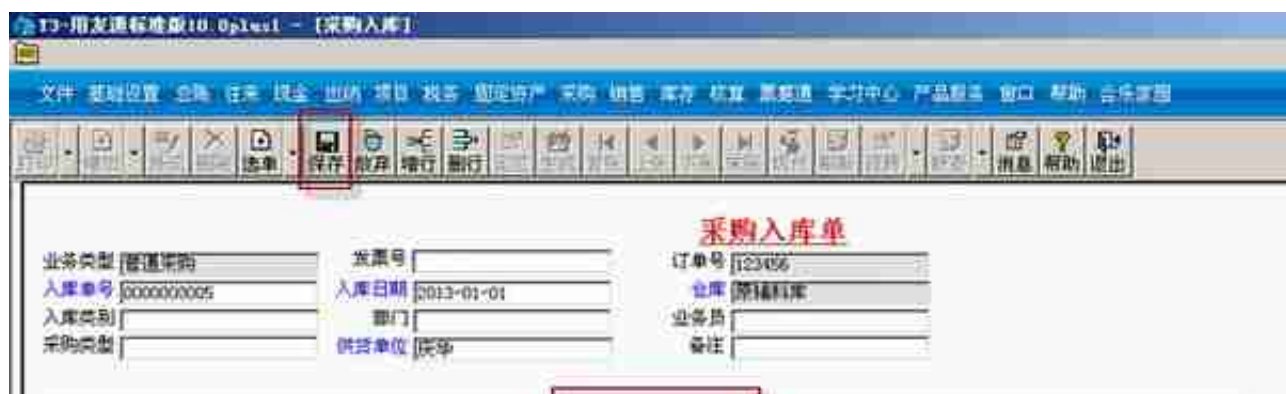 T3-用友通标准版10.8plus1 - [采购入库]
文件 基础设置 总账 往来 现金 出纳 项目 税务 固定资产 采购 销售 库存 核算 票据通 学习中心 产品服务 窗口 帮助
选单 保存 放弃 增行 删行 消息 帮助 退出
采购入库单
业务类型 普通采购 发票号 订单号 123456
入库单号 0000000005 入库日期 2013-01-01 仓库 原辅料库
入库类别 部门 业务员
采购类型 供货单位 备注